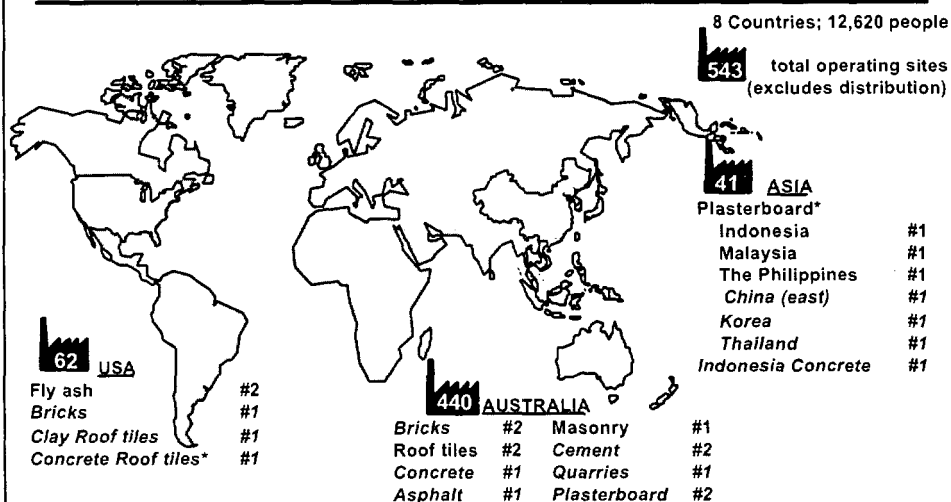 8 Countries; 12,620 people
543 total operating sites
(excludes distribution)
41 ASIA
Plasterboard*
Indonesia #1
Malaysia #1
The Philippines #1
China (east) #1
Korea #1
Thailand #1
Indonesia Concrete #1
62 USA
Fly ash #2
Bricks #1
Clay Roof tiles #1
Concrete Roof tiles* #1
440 AUSTRALIA
Bricks #2 Masonry #1
Roof tiles #2 Cement #2
Concrete #1 Quarries #1
Asphalt #1 Plasterboard #2